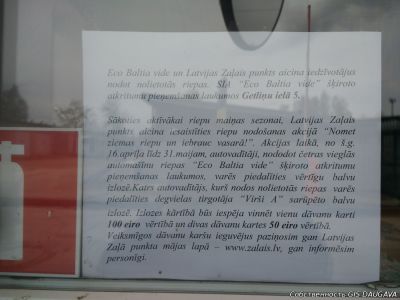 Eco Baltia vide un Latvijas Zaļais punkts aicina iedzīvotājus
nodot nolietotās riepas. SIA "Eco Baltia vide" šķiroto
atkritumu pieņemšanas laukumos Getliņu ielā 5.
Sākoties aktīvākai riepu maiņas sezonai, Latvijas Zaļais
punkts aicina iesaistīties riepu nodošanas akcijā "Nomet
ziemas riepu un iebrauc vasarā!". Akcijas laikā, no š.g.
16.aprīļa līdz 31.maijam, autovadītāji, nododot četras vieglās
automašīnu riepas "Eco Baltia vide" šķiroto atkritumu
pieņemšanas laukumos, varēs piedalīties vērtīgu balvu
izlozē.Katrs autovadītājs, kurš nodos nolietotās riepas varēs
piedalīties degvielas tirgotāja "Virši A" sarūpēto balvu
izlozē. Izlozes kārtībā būs iespēja vinnēt vienu dāvanu karti
100 eiro vērtībā un divas dāvanu kartes 50 eiro vērtībā.
Veiksmīgos dāvanu karšu ieguvējus paziņosim gan Latvijas
Zaļā punkta mājas lapā – www.zalais.lv, gan informēsim
personīgi.
Собственность GIS DAUGAVA